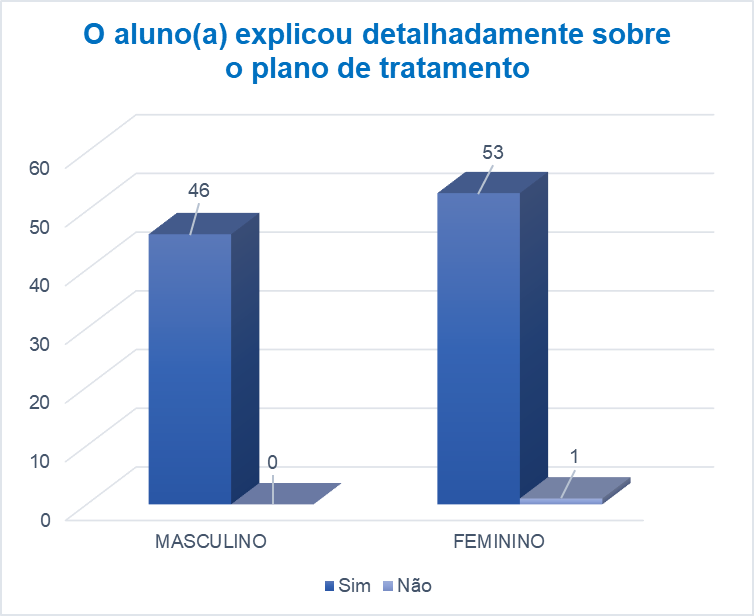 O aluno(a) explicou detalhadamente sobre
o plano de tratamento
60
50
40
30
20
10
0
46
0
53
1
MASCULINO
FEMININO
Sim Não